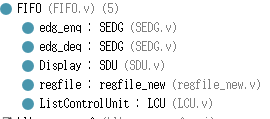 FIFO (FIFO.v) (5)
edg_enq : SEDG (SEDG.v)
edg_deq : SEDG (SEDG.v)
Display : SDU (SDU.v)
regfile : regfile_new (regfile_new.v)
ListControlUnit : LCU (LCU.v)